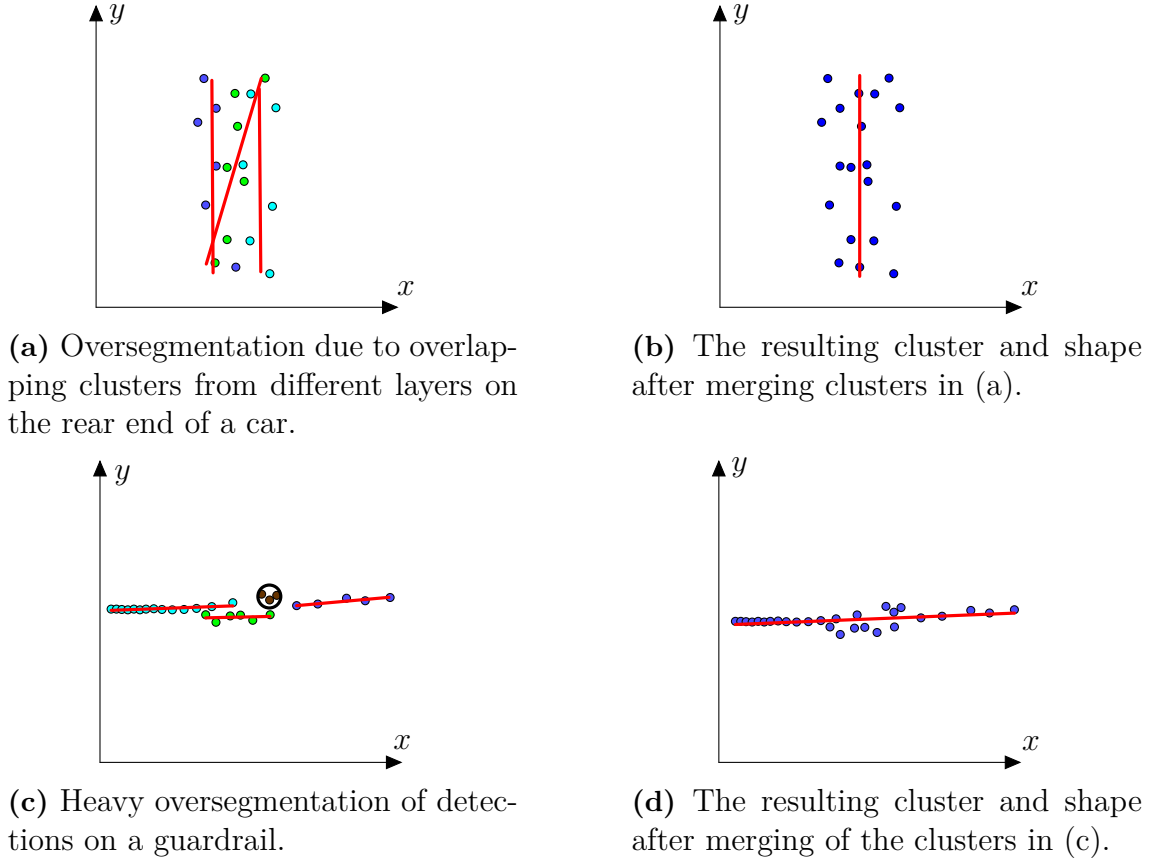 y
x
(a) Oversegmentation due to overlap-
ping clusters from different layers on
the rear end of a car.
y
x
(b) The resulting cluster and shape
after merging clusters in (a).
y
x
(c) Heavy oversegmentation of detec-
tions on a guardrail.
y
x
(d) The resulting cluster and shape
after merging of the clusters in (c).